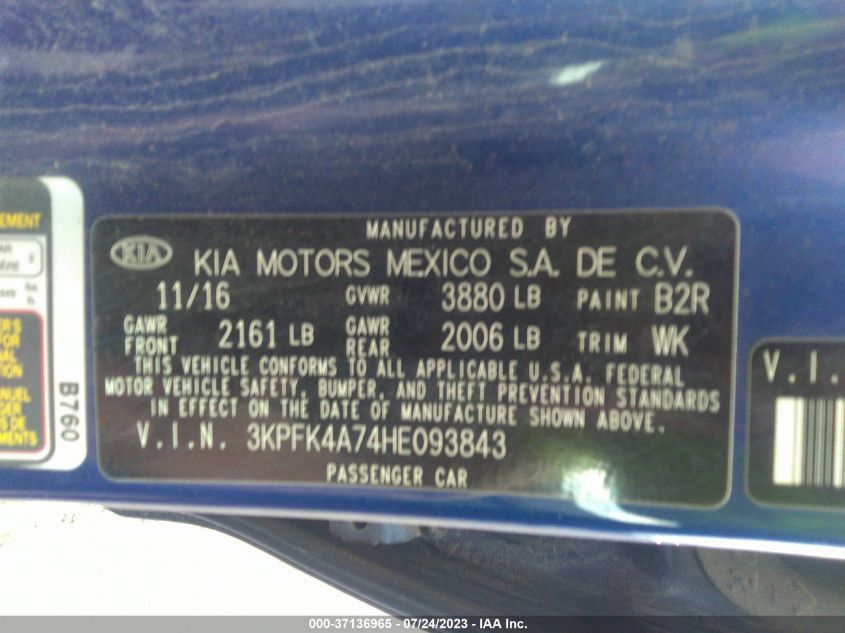 MANUFACTURED BY
KIA KIA MOTORS MEXICO S.A. DE C.V.
11/16 GVWR 3880 LB PAINT B2R
GAWR FRONT 2161 LB GAWR REAR 2006 LB TRIM WK
THIS VEHICLE CONFORMS TO ALL APPLICABLE U.S.A. FEDERAL
MOTOR VEHICLE SAFETY, BUMPER, AND THEFT PREVENTION STANDARDS
IN EFFECT ON THE DATE OF MANUFACTURE SHOWN ABOVE.
V.I.N. 3KPFK4A74HE093843
PASSENGER CAR
B760
V.I.
000-37136965 - 07/24/2023 - IAA Inc.